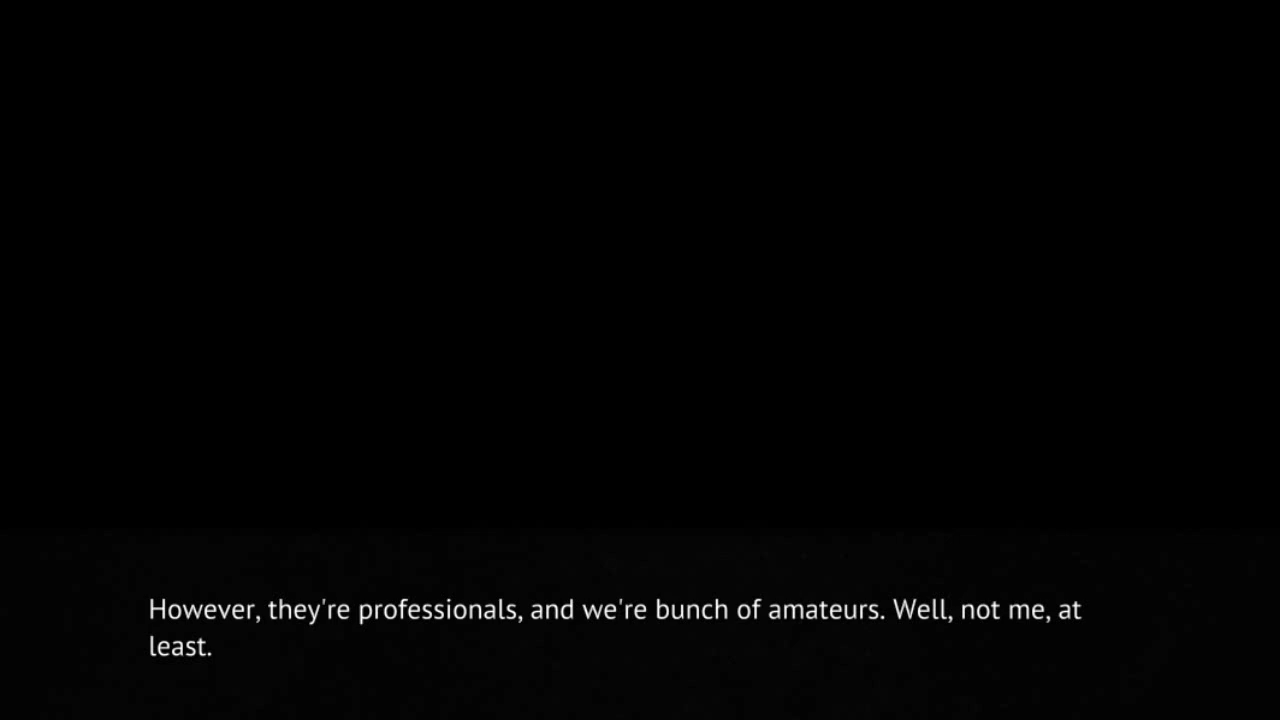 However, they're professionals, and we're bunch of amateurs. Well, not me, at
least.